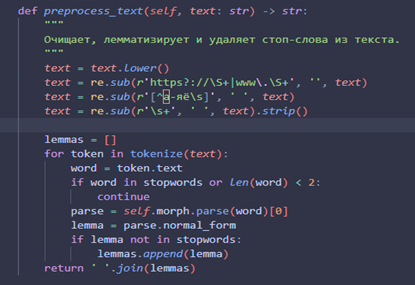 def preprocess_text(self, text: str) -> str:
    """
    Очищает, лемматизирует и удаляет стоп-слова из текста.
    """
    text = text.lower()
    text = re.sub(r'https?://\S+|www\.\S+', '', text)
    text = re.sub(r'[^а-яё\s]', ' ', text)
    text = re.sub(r'\s+', ' ', text).strip()

    lemmas = []
    for token in tokenize(text):
        word = token.text
        if word in stopwords or len(word) < 2:
            continue
        parse = self.morph.parse(word)[0]
        lemma = parse.normal_form
        if lemma not in stopwords:
            lemmas.append(lemma)
    return ' '.join(lemmas)